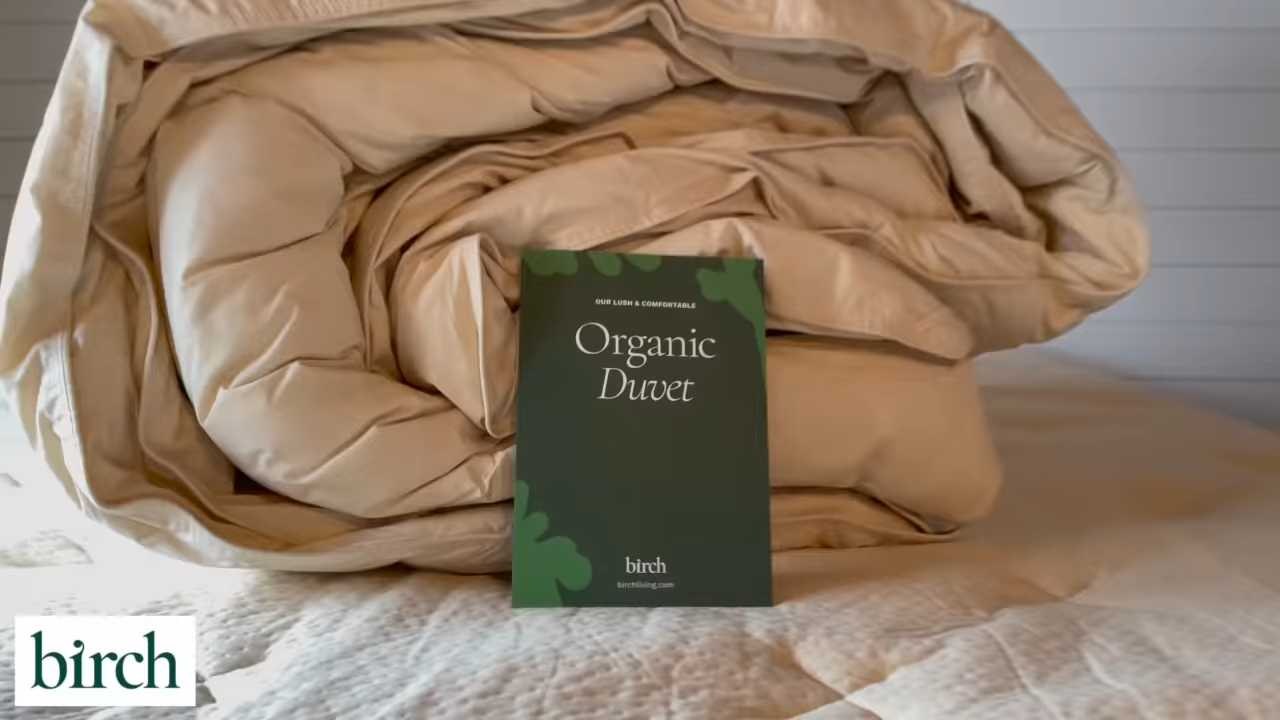 OUR LUSH & COMFORTABLE
Organic
Duvet
birch
birchliving.com
birch